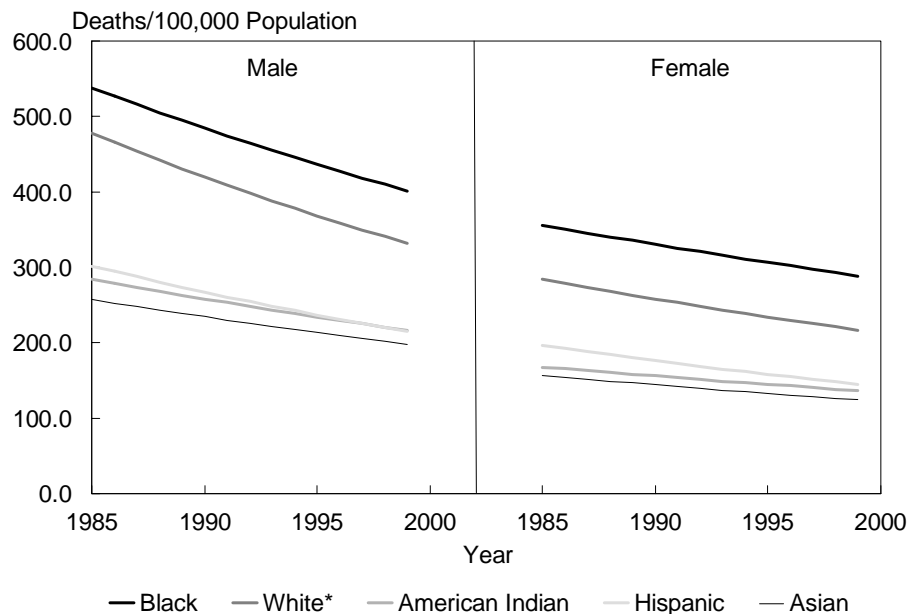 Deaths/100,000 Population
600.0
Male
Female
500.0
400.0
300.0
200.0
100.0
0.0
1985 1990 1995 2000 1985 1990 1995 2000
Year
Black White* American Indian Hispanic Asian